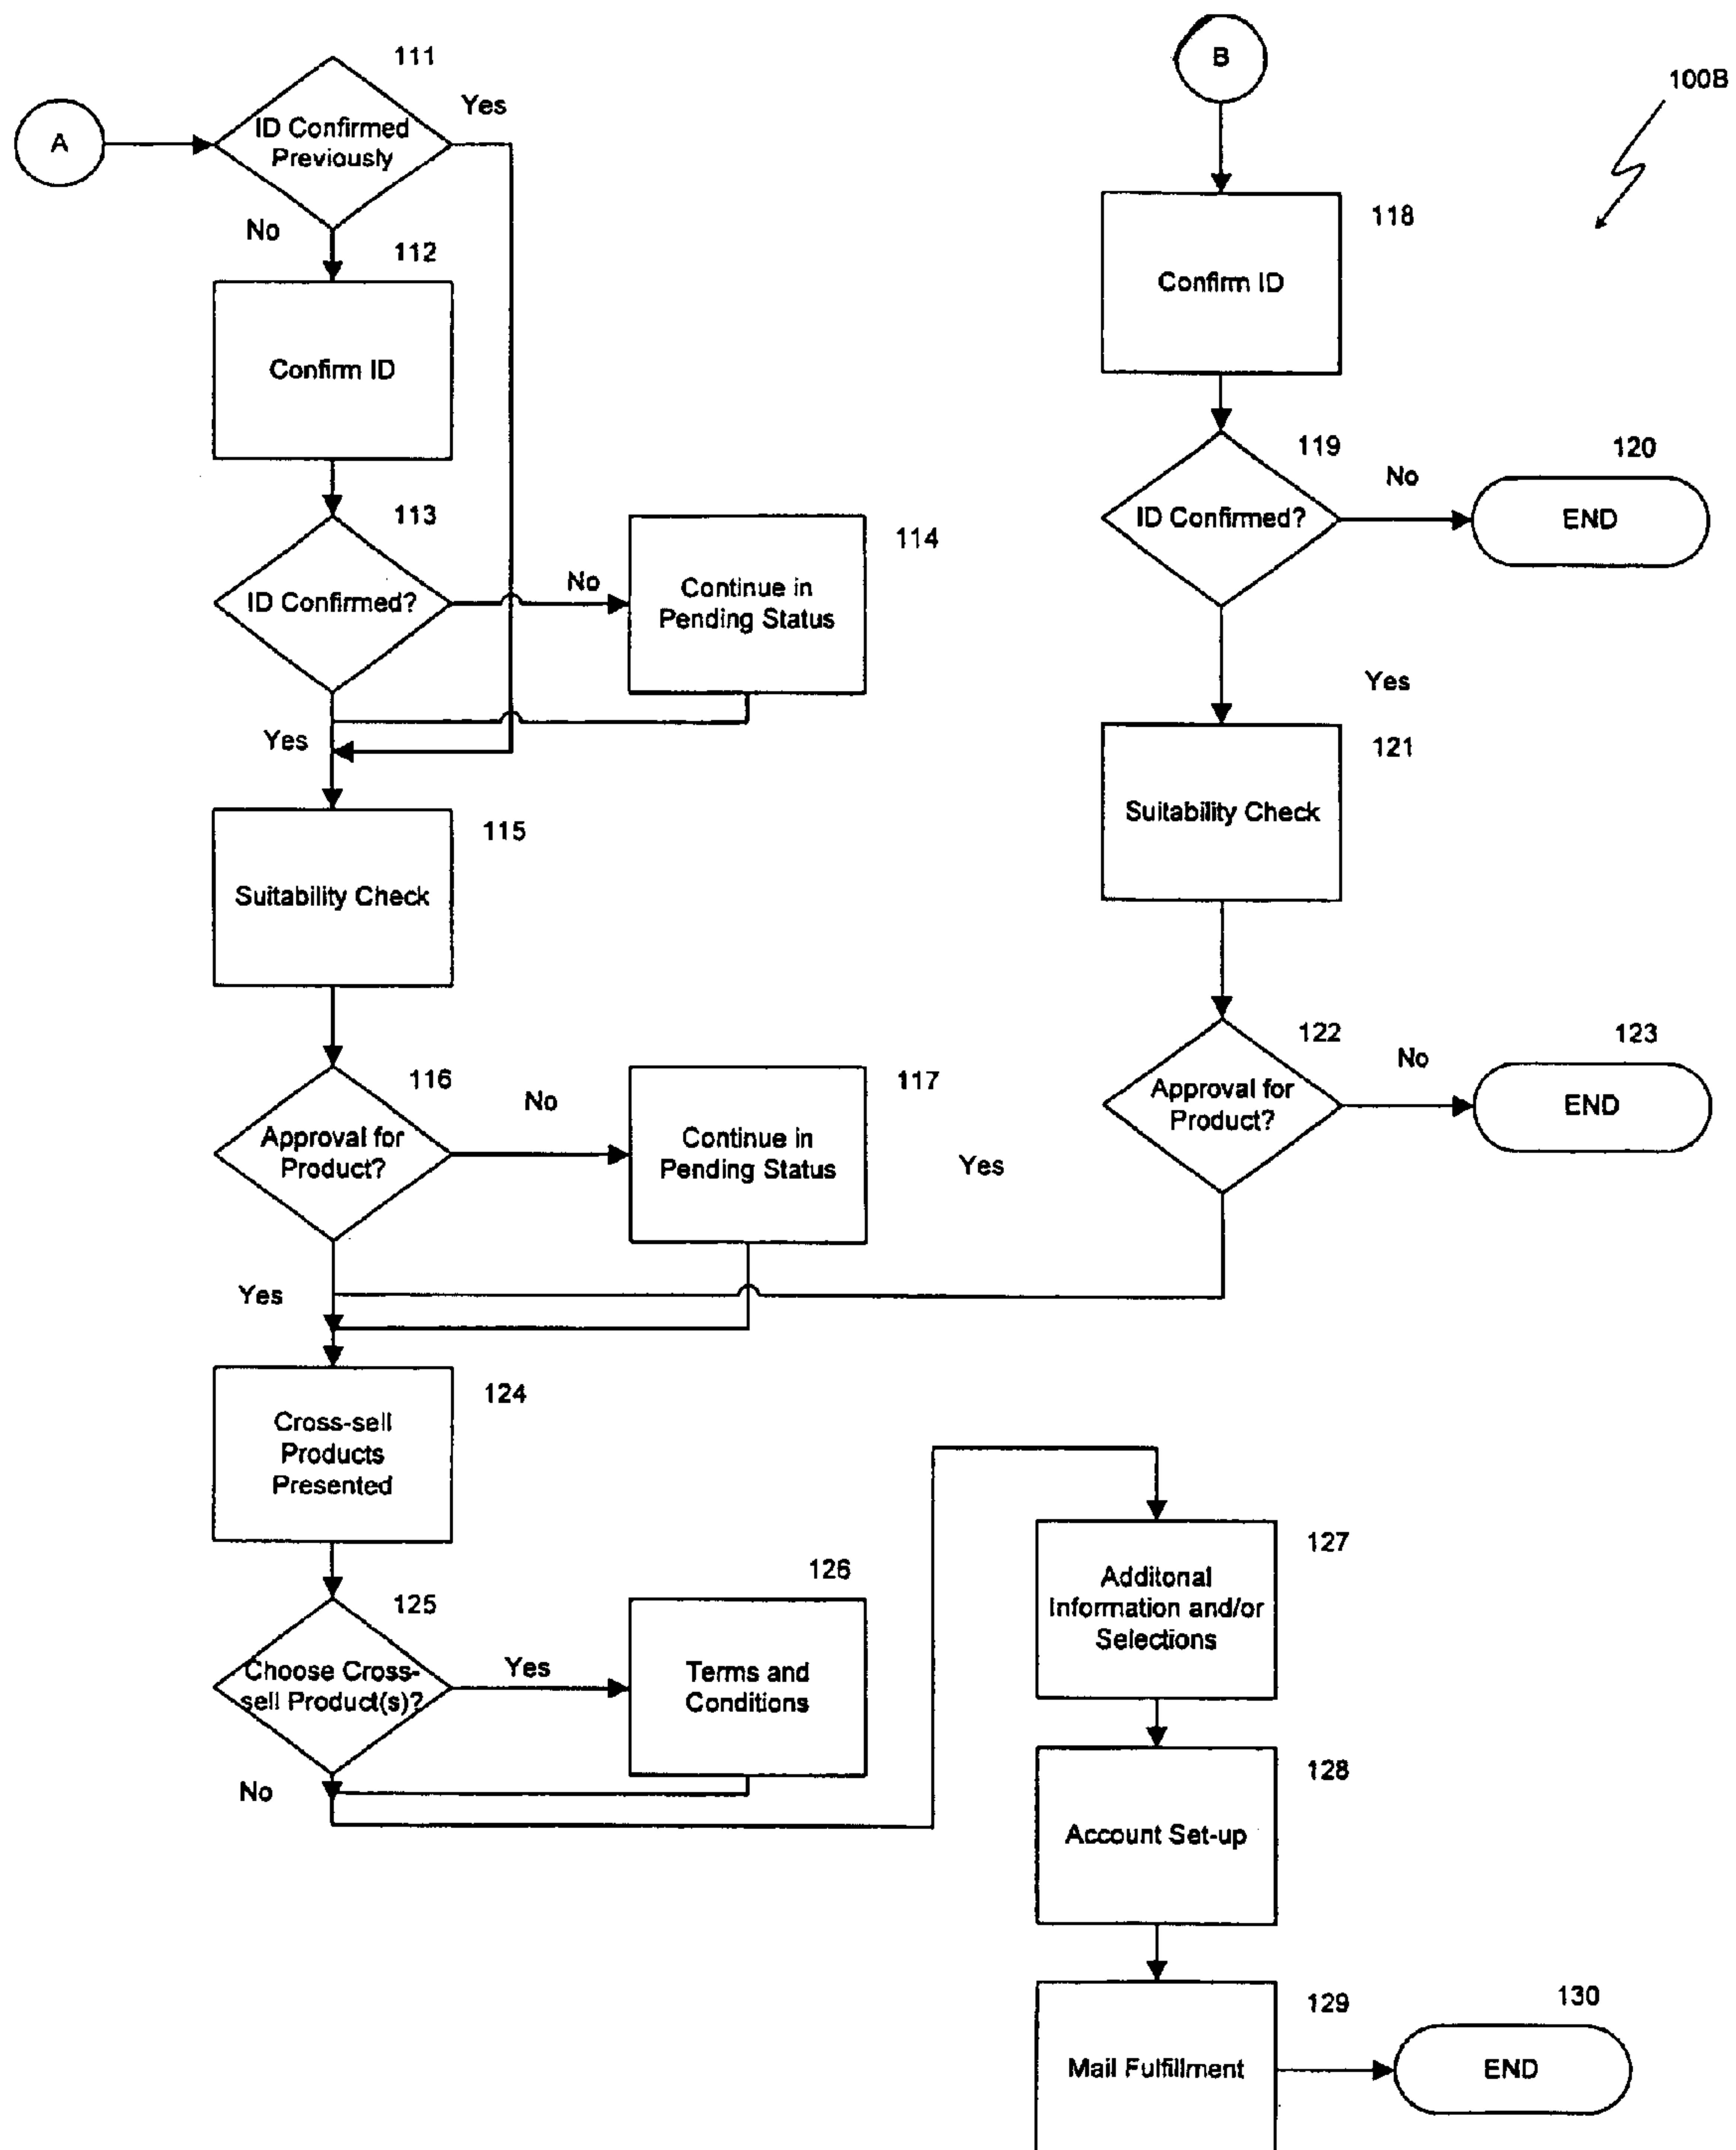 111
A
ID Confirmed
Previously
Yes
No
112
Confirm ID
113
ID Confirmed?
No
114
Continue in
Pending Status
Yes
115
Suitability Check
116
Approval for
Product?
No
117
Continue in
Pending Status
Yes
B
100B
118
Confirm ID
119
ID Confirmed?
No
120
END
Yes
121
Suitability Check
122
Approval for
Product?
No
123
END
Yes
124
Cross-sell
Products
Presented
125
Choose Cross-
sell Product(s)?
Yes
126
Terms and
Conditions
No
127
Additonal
Information and/or
Selections
128
Account Set-up
129
Mail Fulfillment
130
END